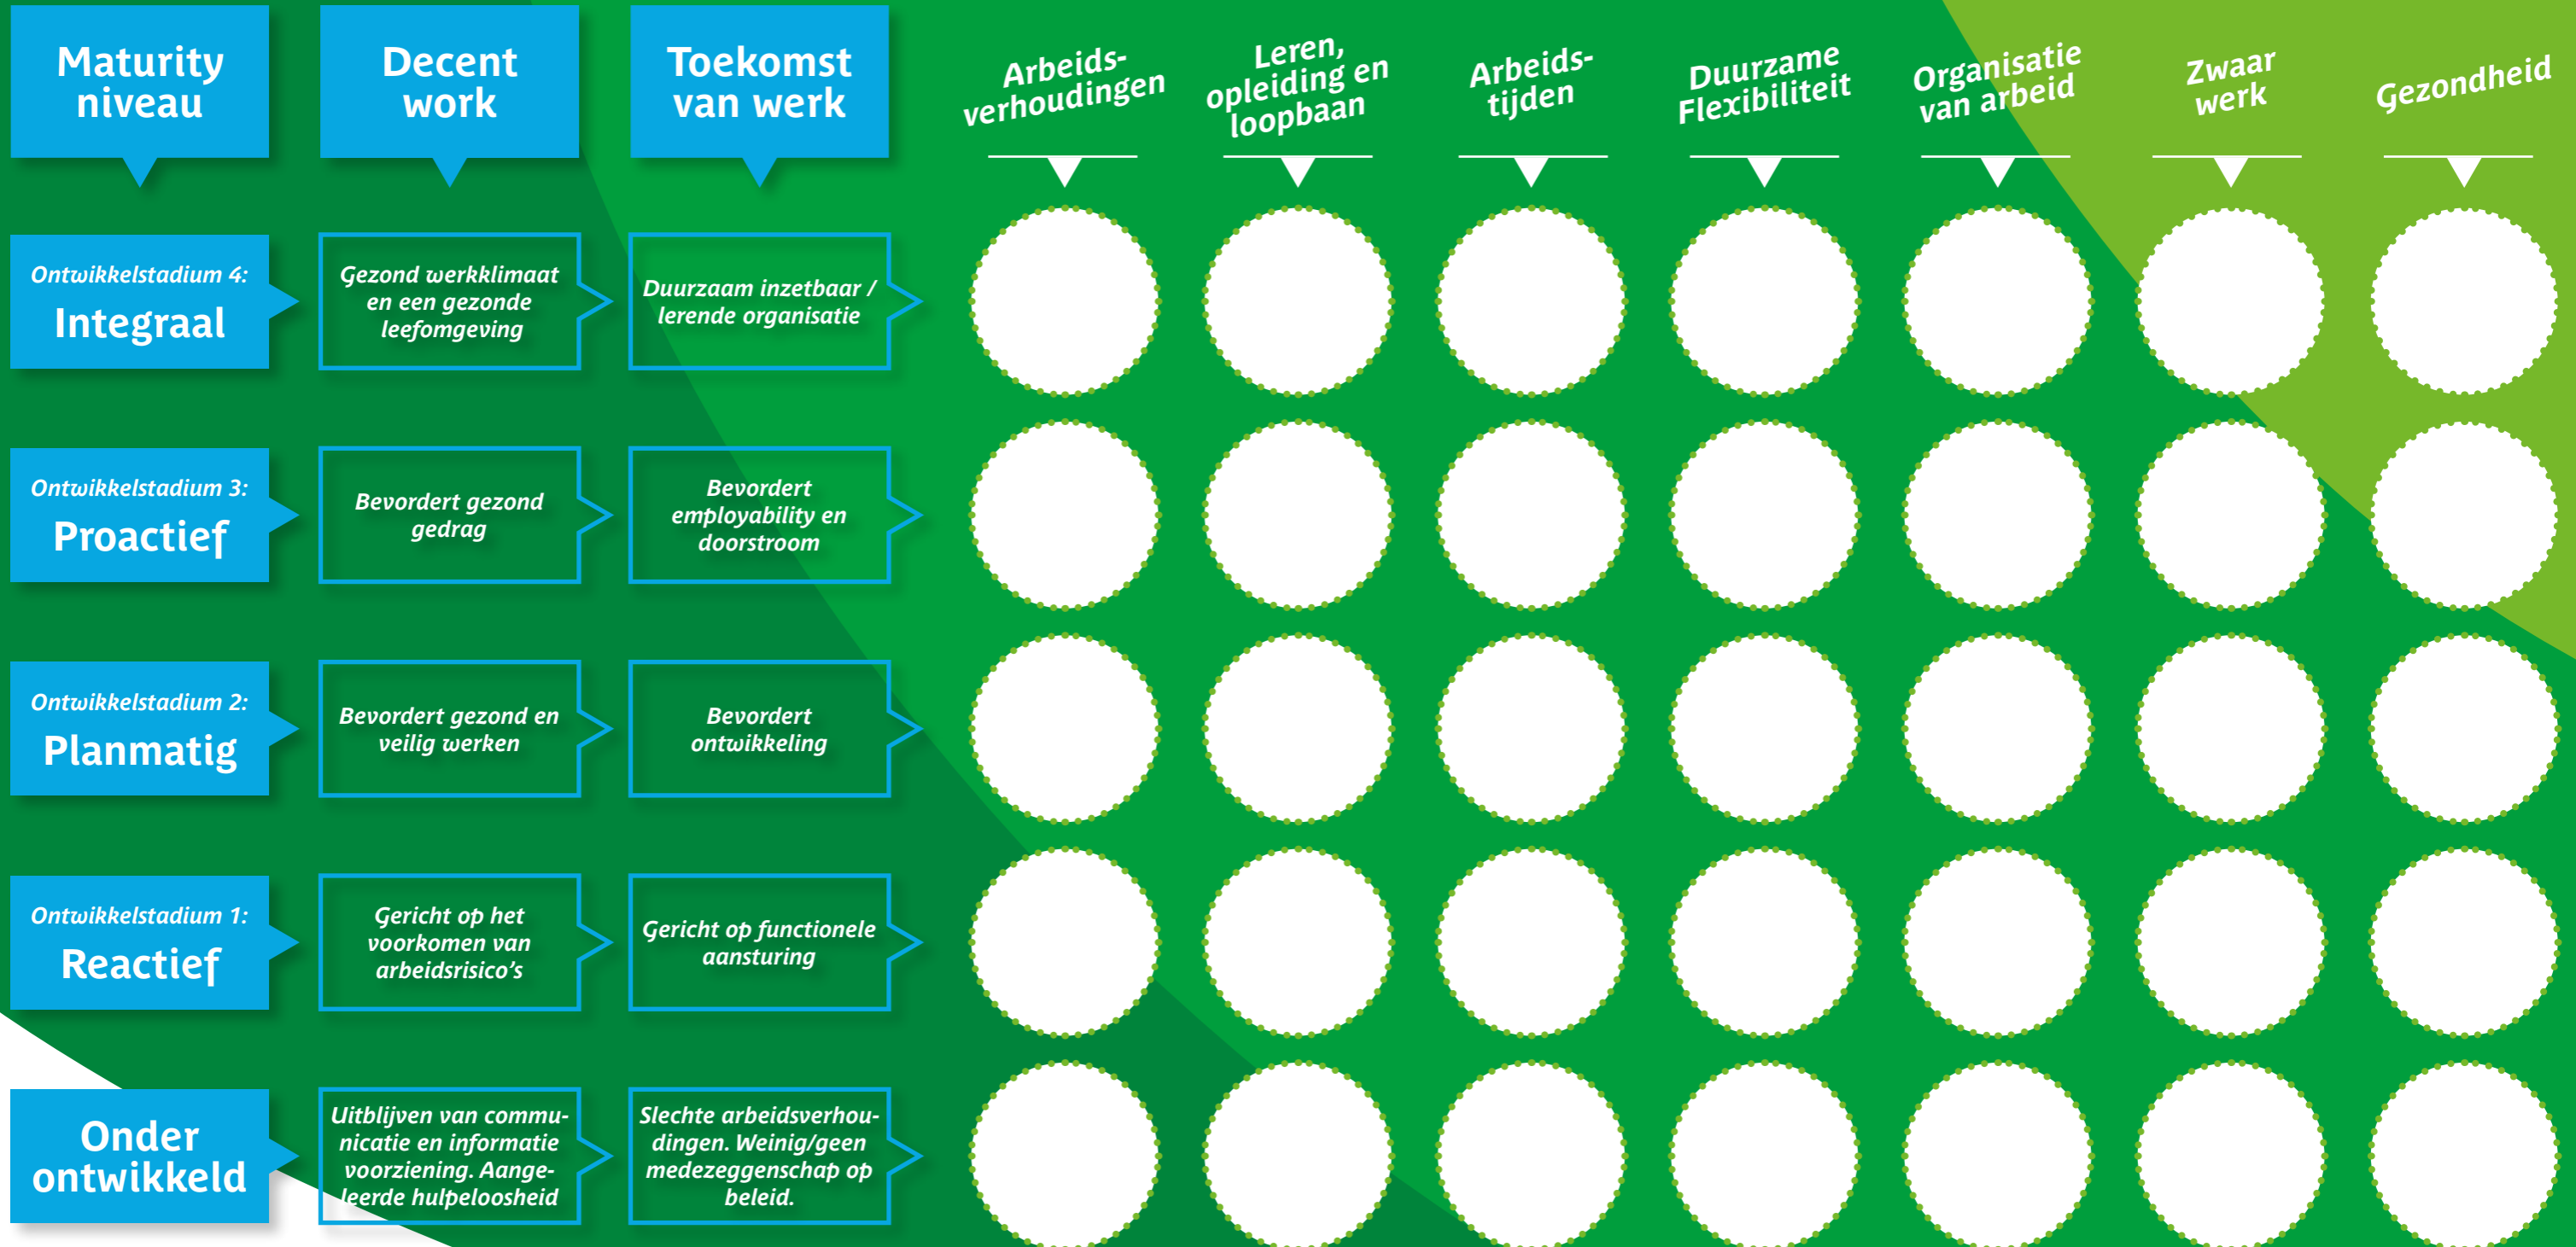 Maturity
niveau
Decent
work
Toekomst
van werk
Arbeids-
verhoudingen
Leren,
opleiding en
loopbaan
Arbeids-
tijden
Duurzame
Flexibiliteit
Organisatie
van arbeid
Zwaar
werk
Gezondheid
Ontwikkelstadium 4:
Integraal
Gezond werkklimaat
en een gezonde
leefomgeving
Duurzaam inzetbaar /
lerende organisatie
Ontwikkelstadium 3:
Proactief
Bevordert gezond
gedrag
Bevordert
employability en
doorstroom
Ontwikkelstadium 2:
Planmatig
Bevordert gezond en
veilig werken
Bevordert
ontwikkeling
Ontwikkelstadium 1:
Reactief
Gericht op het
voorkomen van
arbeidsrisico's
Gericht op functionele
aansturing
Onder
ontwikkeld
Uitblijven van commu-
nicatie en informatie
voorziening. Aange-
leerde hulpeloosheid
Slechte arbeidsverhou-
dingen. Weinig/geen
medezeggenschap op
beleid.